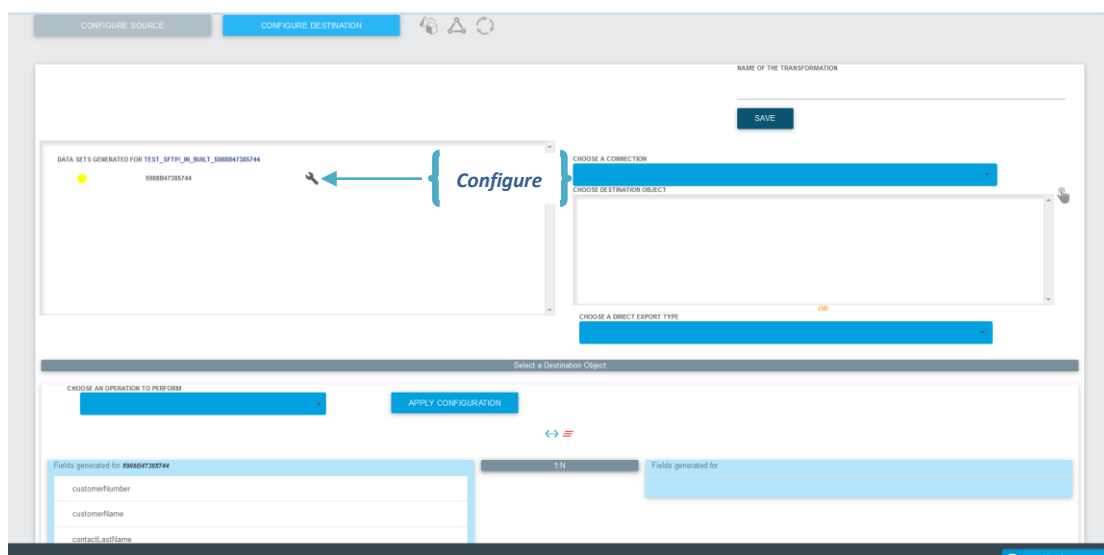 CONFIGURE SOURCE
CONFIGURE DESTINATION
NAME OF THE TRANSFORMATION
SAVE
DATA SETS GENERATED FOR TEST_SFTP!_IN_BUILT_5988B47385744
5988B47385744
Configure
CHOOSE A CONNECTION
CHOOSE DESTINATION OBJECT
OR
CHOOSE A DIRECT EXPORT TYPE
Select a Destination Object
CHOOSE AN OPERATION TO PERFORM
APPLY CONFIGURATION
Fields generated for 5988B47385744
1:N
Fields generated for
customerNumber
customerName
contactLastName